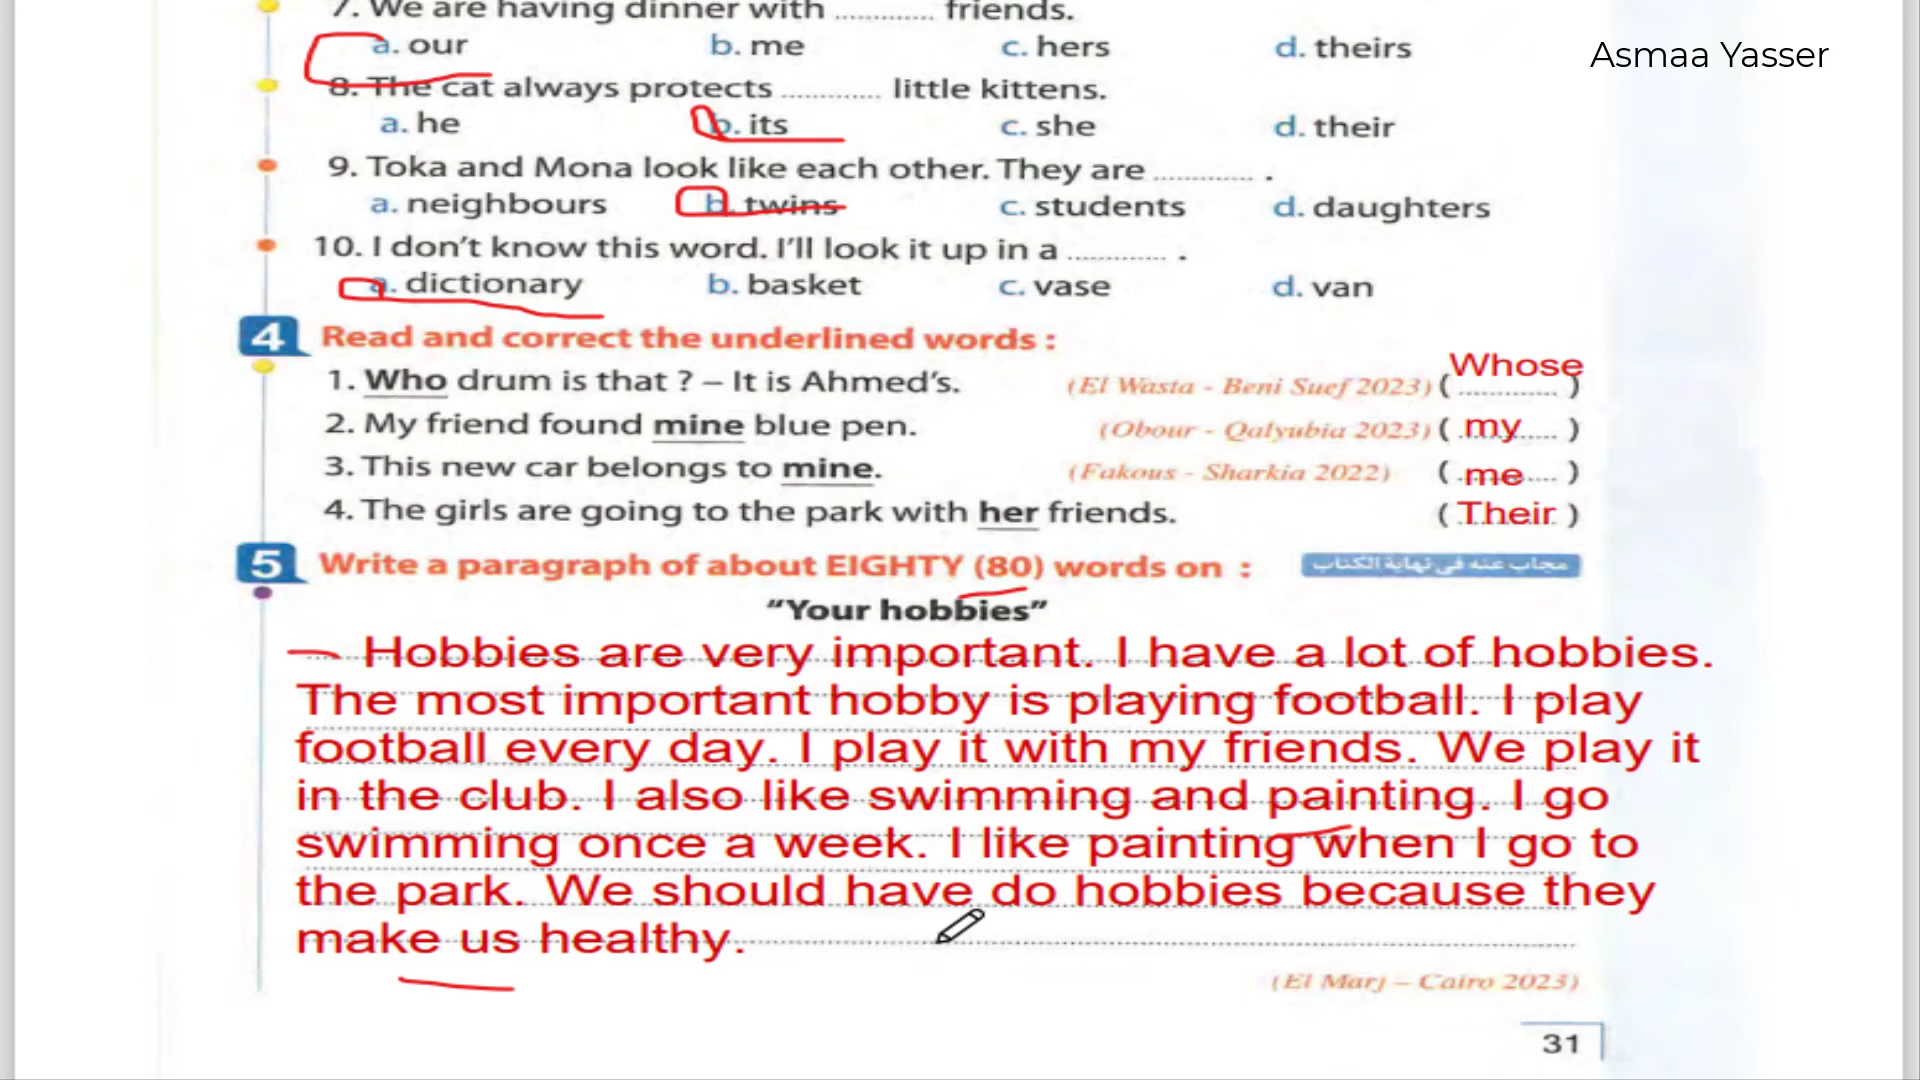 7. We are having dinner with ............ friends.
a. our b. me c. hers d. theirs
Asmaa Yasser
8. The cat always protects ............ little kittens.
a. he b. its c. she d. their
9. Toka and Mona look like each other. They are ............ .
a. neighbours b. twins c. students d. daughters
10. I don't know this word. I'll look it up in a ............ .
a. dictionary b. basket c. vase d. van
4 Read and correct the underlined words :
1. Who drum is that ? – It is Ahmed's. (El Wasta - Beni Suef 2023) ( Whose )
2. My friend found mine blue pen. (Obour - Qalyubia 2023) ( my )
3. This new car belongs to mine. (Fakous - Sharkia 2022) ( me )
4. The girls are going to the park with her friends. ( Their )
5 Write a paragraph of about EIGHTY (80) words on : مجاب عنه فى نهاية الكتاب
“Your hobbies”
Hobbies are very important. I have a lot of hobbies.
The most important hobby is playing football. I play
football every day. I play it with my friends. We play it
in the club. I also like swimming and painting. I go
swimming once a week. I like painting when I go to
the park. We should have do hobbies because they
make us healthy.
(El Marj – Cairo 2023)
31